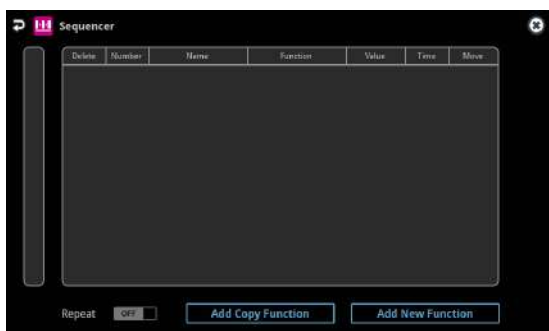 Sequencer
Delete Number Name Function Value Time Move
Repeat OFF Add Copy Function Add New Function